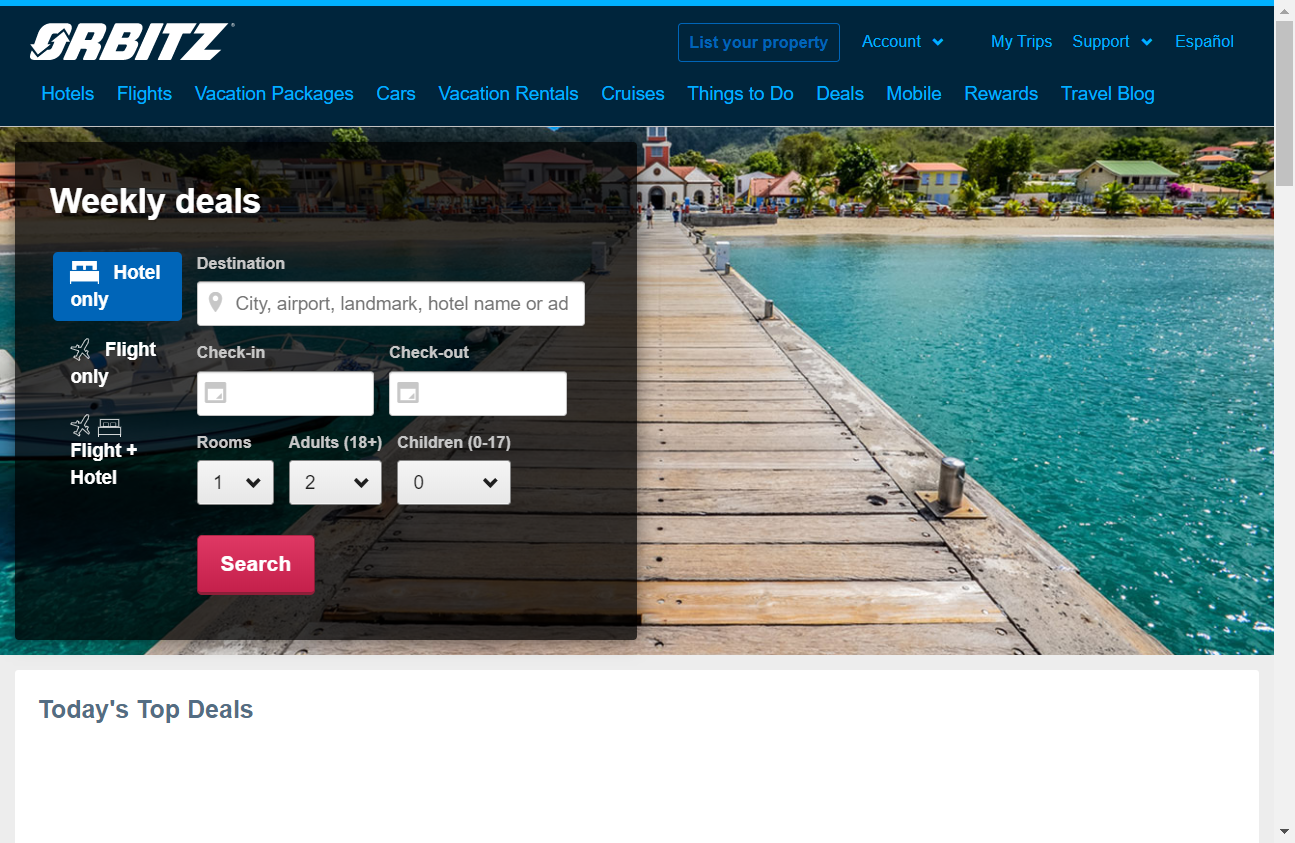 ORBITZ
List your property
Account
My Trips
Support
Español
Hotels
Flights
Vacation Packages
Cars
Vacation Rentals
Cruises
Things to Do
Deals
Mobile
Rewards
Travel Blog
Weekly deals
Hotel
only
Flight
only
Flight +
Hotel
Destination
City, airport, landmark, hotel name or ad
Check-in
Check-out
Rooms
Adults (18+)
Children (0-17)
1
2
0
Search
Today's Top Deals